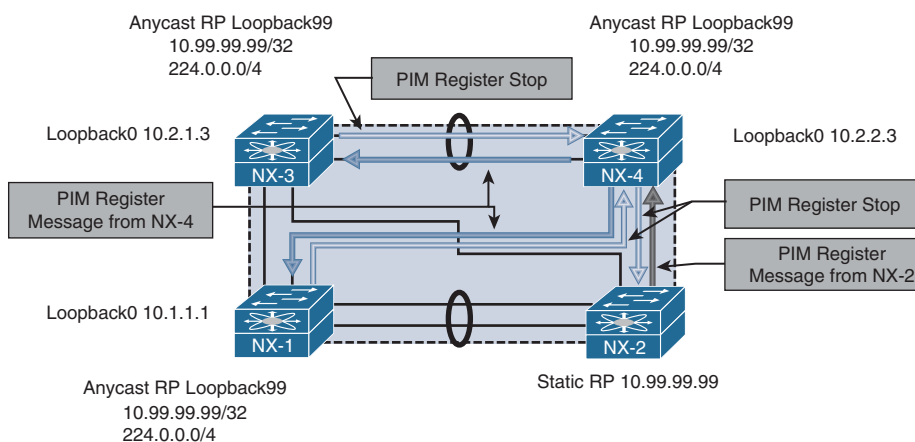 Anycast RP Loopback99
10.99.99.99/32
224.0.0.0/4
Anycast RP Loopback99
10.99.99.99/32
224.0.0.0/4
PIM Register Stop
Loopback0 10.2.1.3
Loopback0 10.2.2.3
NX-3
NX-4
PIM Register
Message from NX-4
PIM Register Stop
PIM Register
Message from NX-2
Loopback0 10.1.1.1
NX-1
NX-2
Anycast RP Loopback99
10.99.99.99/32
224.0.0.0/4
Static RP 10.99.99.99